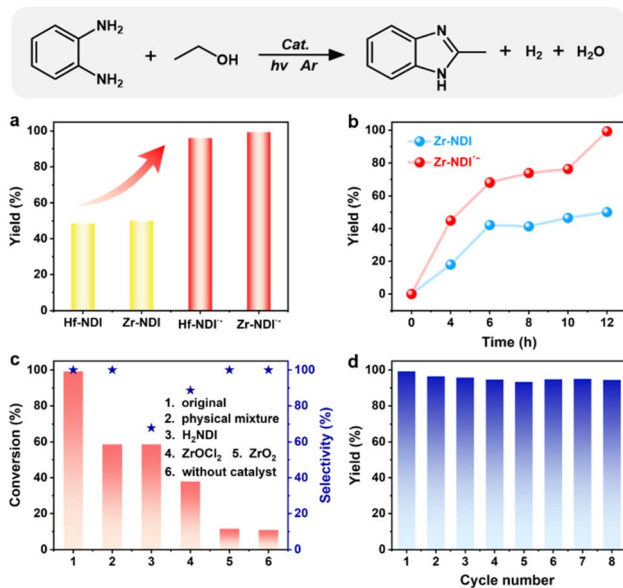 NH₂
NH₂
+
OH
Cat.
hv Ar
N
N
H
+ H₂ + H₂O
a
Yield (%)
100
80
60
40
20
0
Hf-NDI Zr-NDI Hf-NDI˙⁻ Zr-NDI˙⁻
b
Yield (%)
100
80
60
40
20
0
Zr-NDI
Zr-NDI˙⁻
0 4 6 8 10 12
Time (h)
c
Conversion (%)
100
80
60
40
20
0
1. original
2. physical mixture
3. H₂NDI
4. ZrOCl₂ 5. ZrO₂
6. without catalyst
100
80
60
40
20
0
Selectivity (%)
1 2 3 4 5 6
d
Yield (%)
100
80
60
40
20
0
1 2 3 4 5 6 7 8
Cycle number